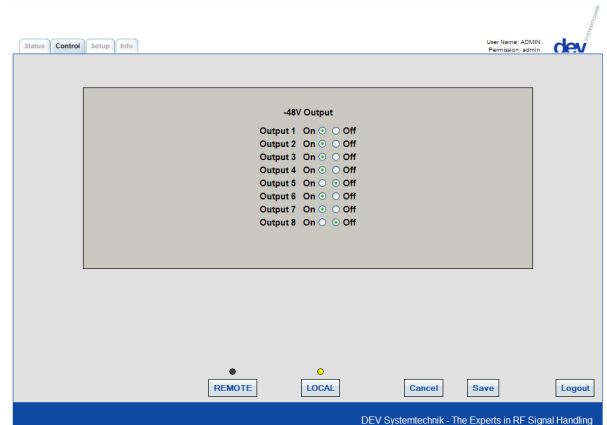 SYSTEMTECHNIK
User Name: ADMIN
Permission: admin
dev
Status Control Setup Info
-48V Output
Output 1 On Off
Output 2 On Off
Output 3 On Off
Output 4 On Off
Output 5 On Off
Output 6 On Off
Output 7 On Off
Output 8 On Off
REMOTE LOCAL Cancel Save Logout
DEV Systemtechnik - The Experts in RF Signal Handling